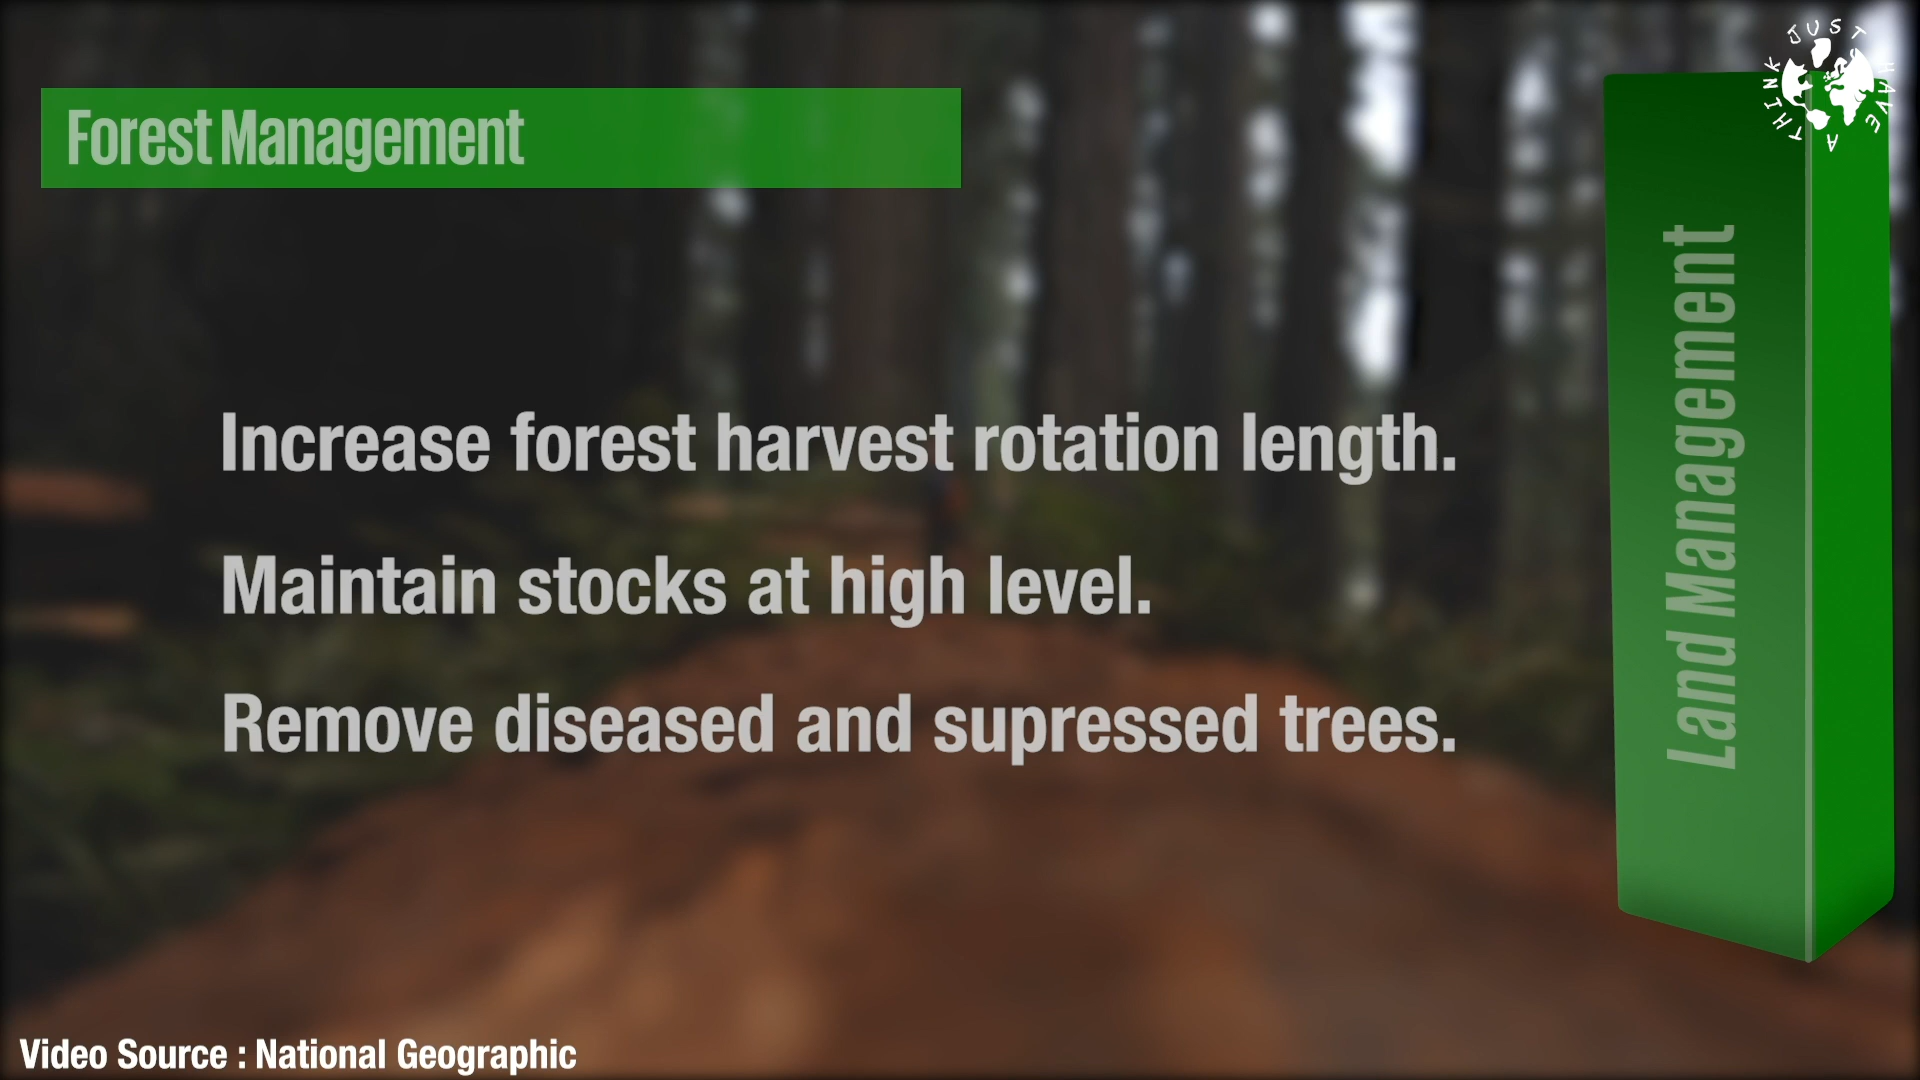 JUST HAVE A THINK
Forest Management
Land Management
Increase forest harvest rotation length.
Maintain stocks at high level.
Remove diseased and supressed trees.
Video Source : National Geographic